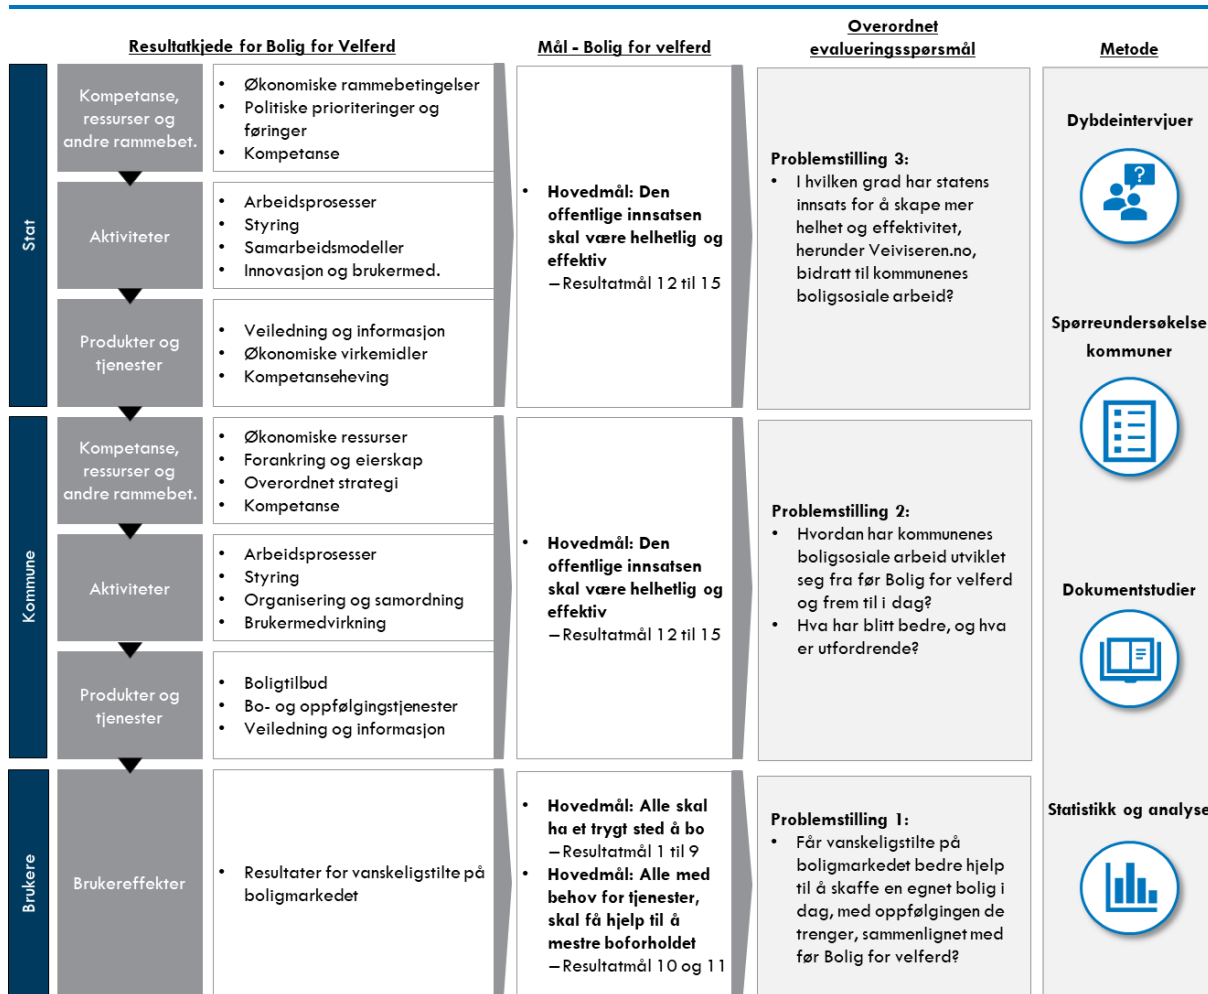 Resultatkjede for Bolig for Velferd
Mål - Bolig for velferd
Overordnet
evalueringsspørsmål
Metode
Stat
Kompetanse,
ressurser og
andre rammebet.
• Økonomiske rammebetingelser
• Politiske prioriteringer og
føringer
• Kompetanse
Aktiviteter
• Arbeidsprosesser
• Styring
• Samarbeidsmodeller
• Innovasjon og brukermed.
Produkter og
tjenester
• Veiledning og informasjon
• Økonomiske virkemidler
• Kompetanseheving
• Hovedmål: Den
offentlige innsatsen
skal være helhetlig og
effektiv
– Resultatmål 12 til 15
Problemstilling 3:
• I hvilken grad har statens
innsats for å skape mer
helhet og effektivitet,
herunder Veiviseren.no,
bidratt til kommunenes
boligsosiale arbeid?
Kommune
Kompetanse,
ressurser og
andre rammebet.
• Økonomiske ressurser
• Forankring og eierskap
• Overordnet strategi
• Kompetanse
Aktiviteter
• Arbeidsprosesser
• Styring
• Organisering og samordning
• Brukermedvirkning
Produkter og
tjenester
• Boligtilbud
• Bo- og oppfølgingstjenester
• Veiledning og informasjon
• Hovedmål: Den
offentlige innsatsen
skal være helhetlig og
effektiv
– Resultatmål 12 til 15
Problemstilling 2:
• Hvordan har kommunenes
boligsosiale arbeid utviklet
seg fra før Bolig for velferd
og frem til i dag?
• Hva har blitt bedre, og hva
er utfordrende?
Brukere
Brukereffekter
• Resultater for vanskeligstilte på
boligmarkedet
• Hovedmål: Alle skal
ha et trygt sted å bo
– Resultatmål 1 til 9
• Hovedmål: Alle med
behov for tjenester,
skal få hjelp til å
mestre boforholdet
– Resultatmål 10 og 11
Problemstilling 1:
• Får vanskeligstilte på
boligmarkedet bedre hjelp
til å skaffe en egnet bolig i
dag, med oppfølgingen de
trenger, sammenlignet med
før Bolig for velferd?
Dybdeintervjuer
?
Spørreundersøkelse
kommuner
Dokumentstudier
Statistikk og analyse